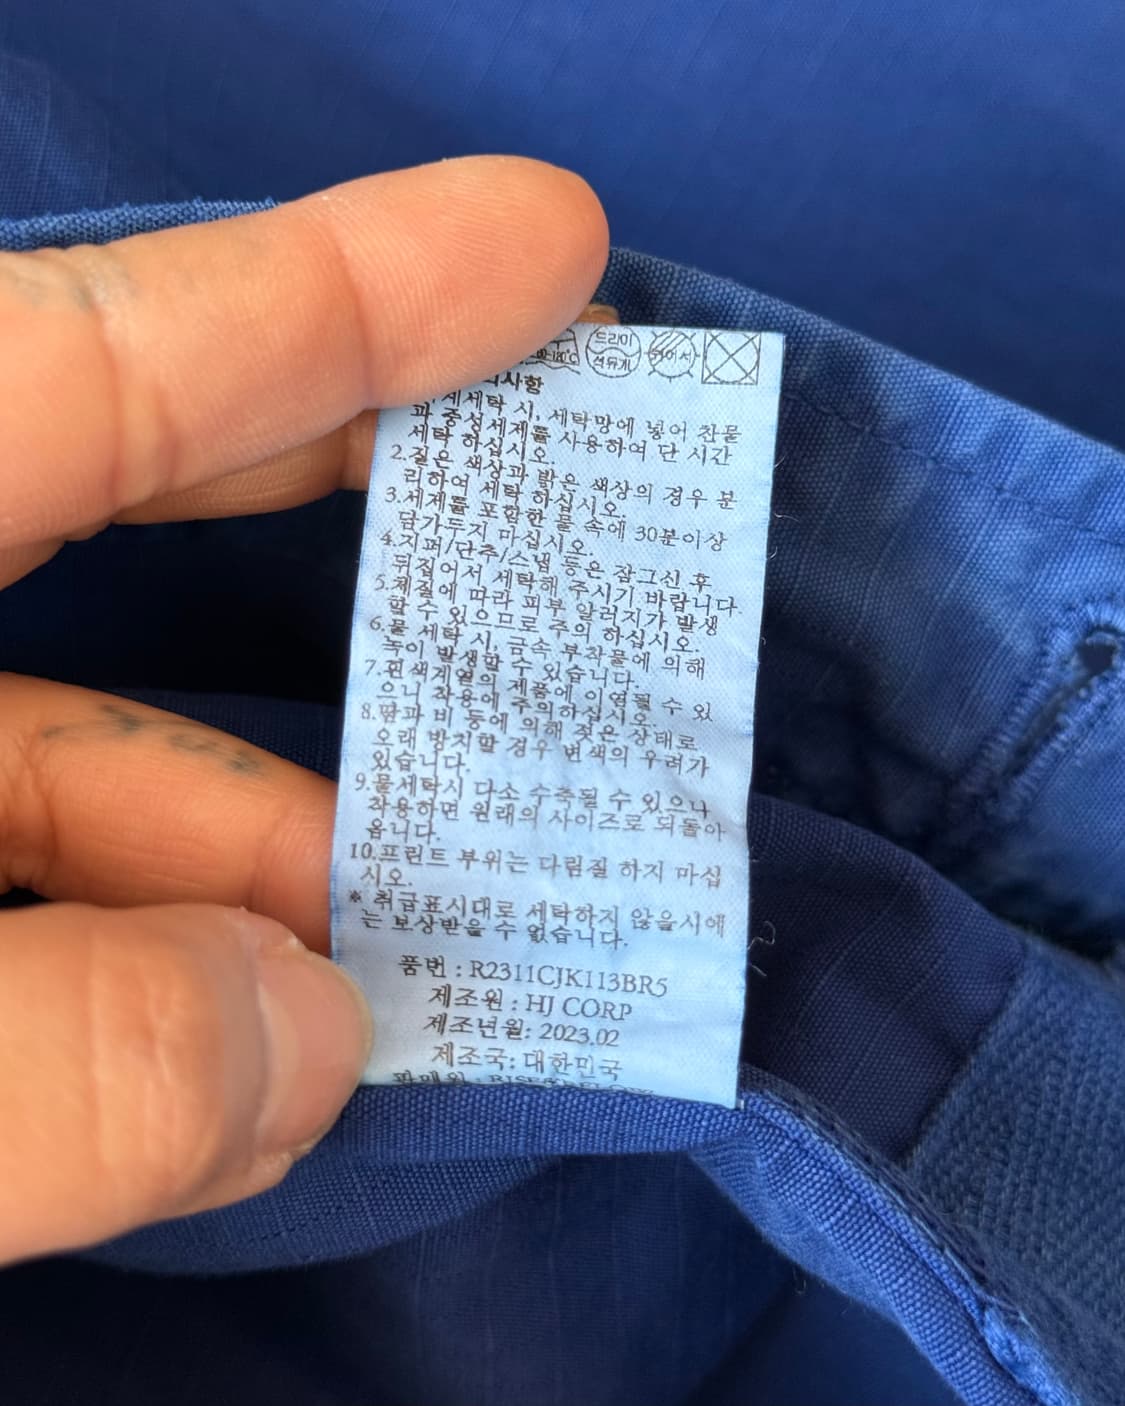 드라이
석유계
뉘어서
사항
기계세탁 시, 세탁망에 넣어 찬물
과 중성세제를 사용하여 단 시간
세탁 하십시오.
2.짙은 색상과 밝은 색상의 경우 분
리하여 세탁 하십시오.
3.세제를 포함한 물 속에 30분이상
담가두지 마십시오.
4.지퍼/단추/스냅 등은 잠그신 후
뒤집어서 세탁해 주시기 바랍니다
5.체질에 따라 피부 알러지가 발생
할 수 있으므로 주의 하십시오.
6.물 세탁 시, 금속 부착물에 의해
녹이 발생할 수 있습니다.
7.흰색계열의 제품에 이염될 수 있
으니 착용에 주의하십시오.
8.땀과 비 등에 의해 젖은 상태로
오래 방치할 경우 변색의 우려가
있습니다.
9.물세탁시 다소 수축될 수 있으나
착용하면 원래의 사이즈로 되돌아
옵니다.
10.프린트 부위는 다림질 하지 마십
시오.
※ 취급표시대로 세탁하지 않을시에
는 보상받을 수 없습니다.
품번 : R2311CJK113BR5
제조원 : HJ CORP
제조년월: 2023.02
제조국: 대한민국
판매원 :